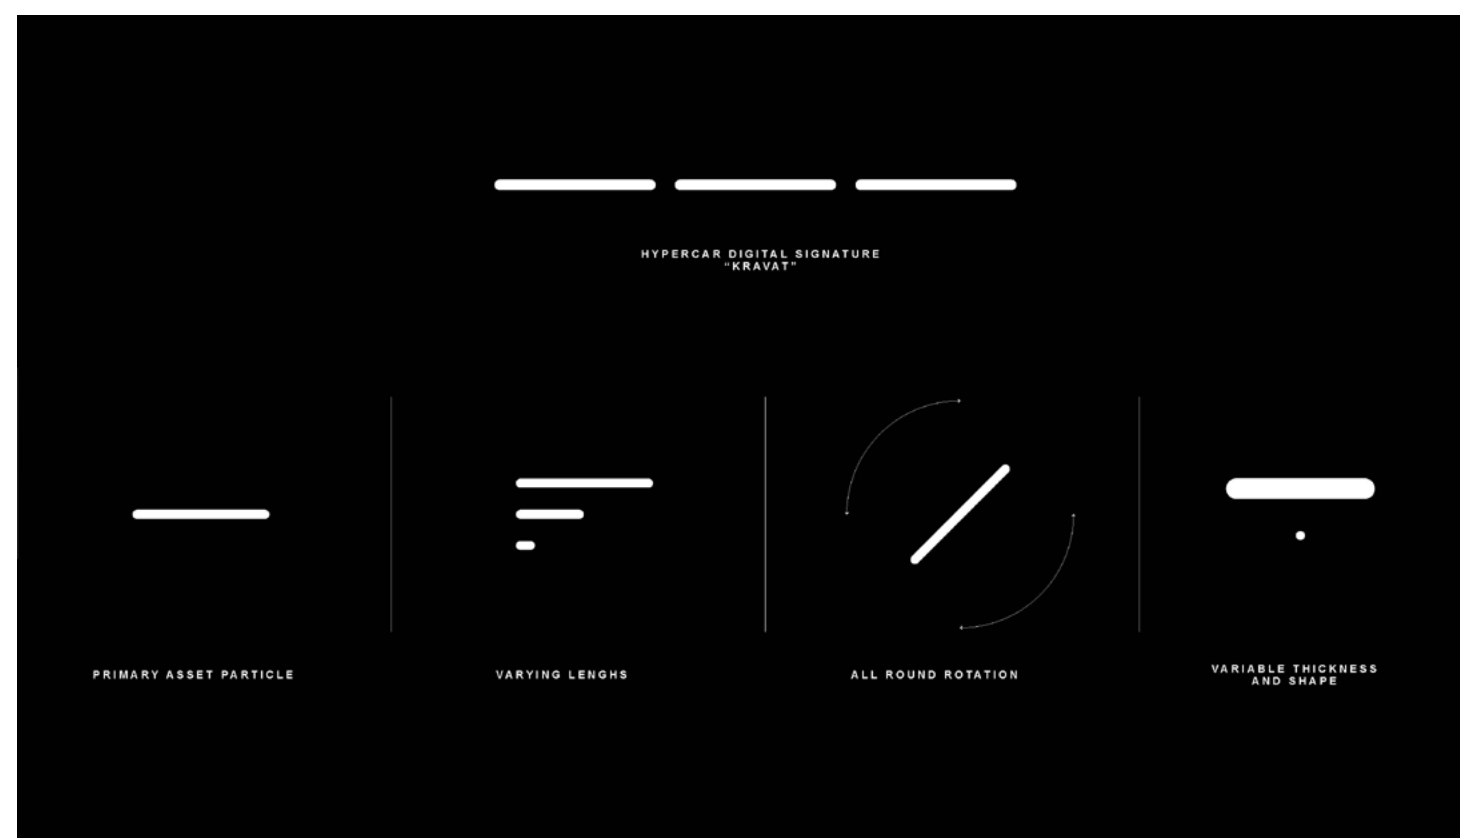 HYPERCAR DIGITAL SIGNATURE
“KRAVAT”
PRIMARY ASSET PARTICLE
VARYING LENGHS
ALL ROUND ROTATION
VARIABLE THICKNESS
AND SHAPE